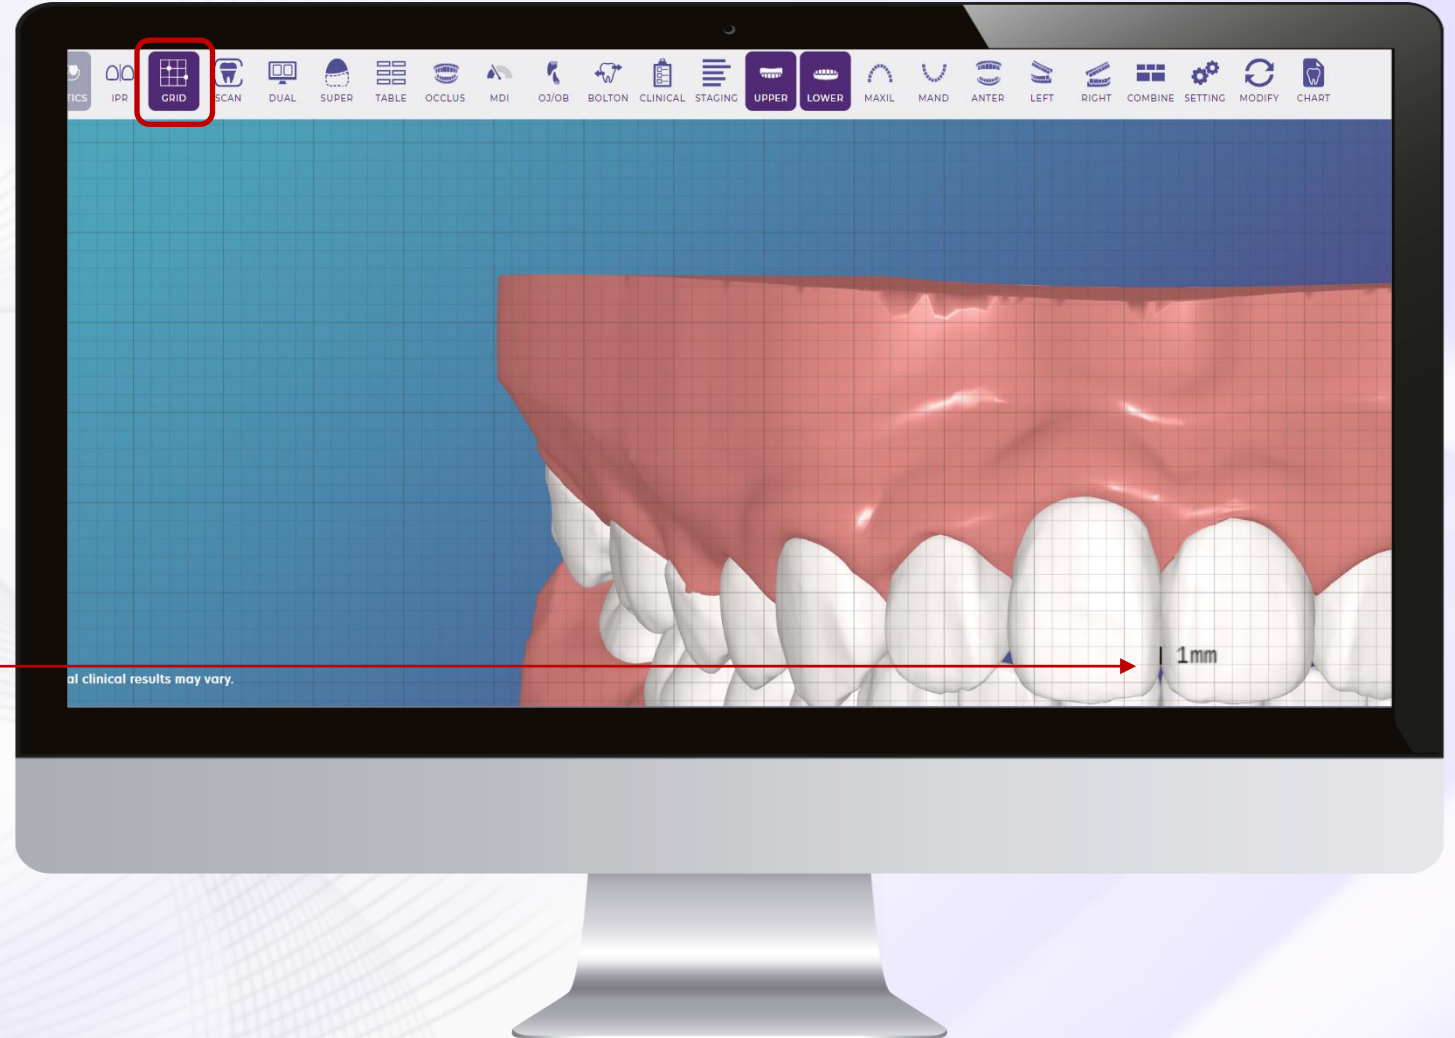 TICS IPR GRID SCAN DUAL SUPER TABLE OCCLUS MDI OJ/OB BOLTON CLINICAL STAGING UPPER LOWER MAXIL MAND ANTER LEFT RIGHT COMBINE SETTING MODIFY CHART
1mm
al clinical results may vary.